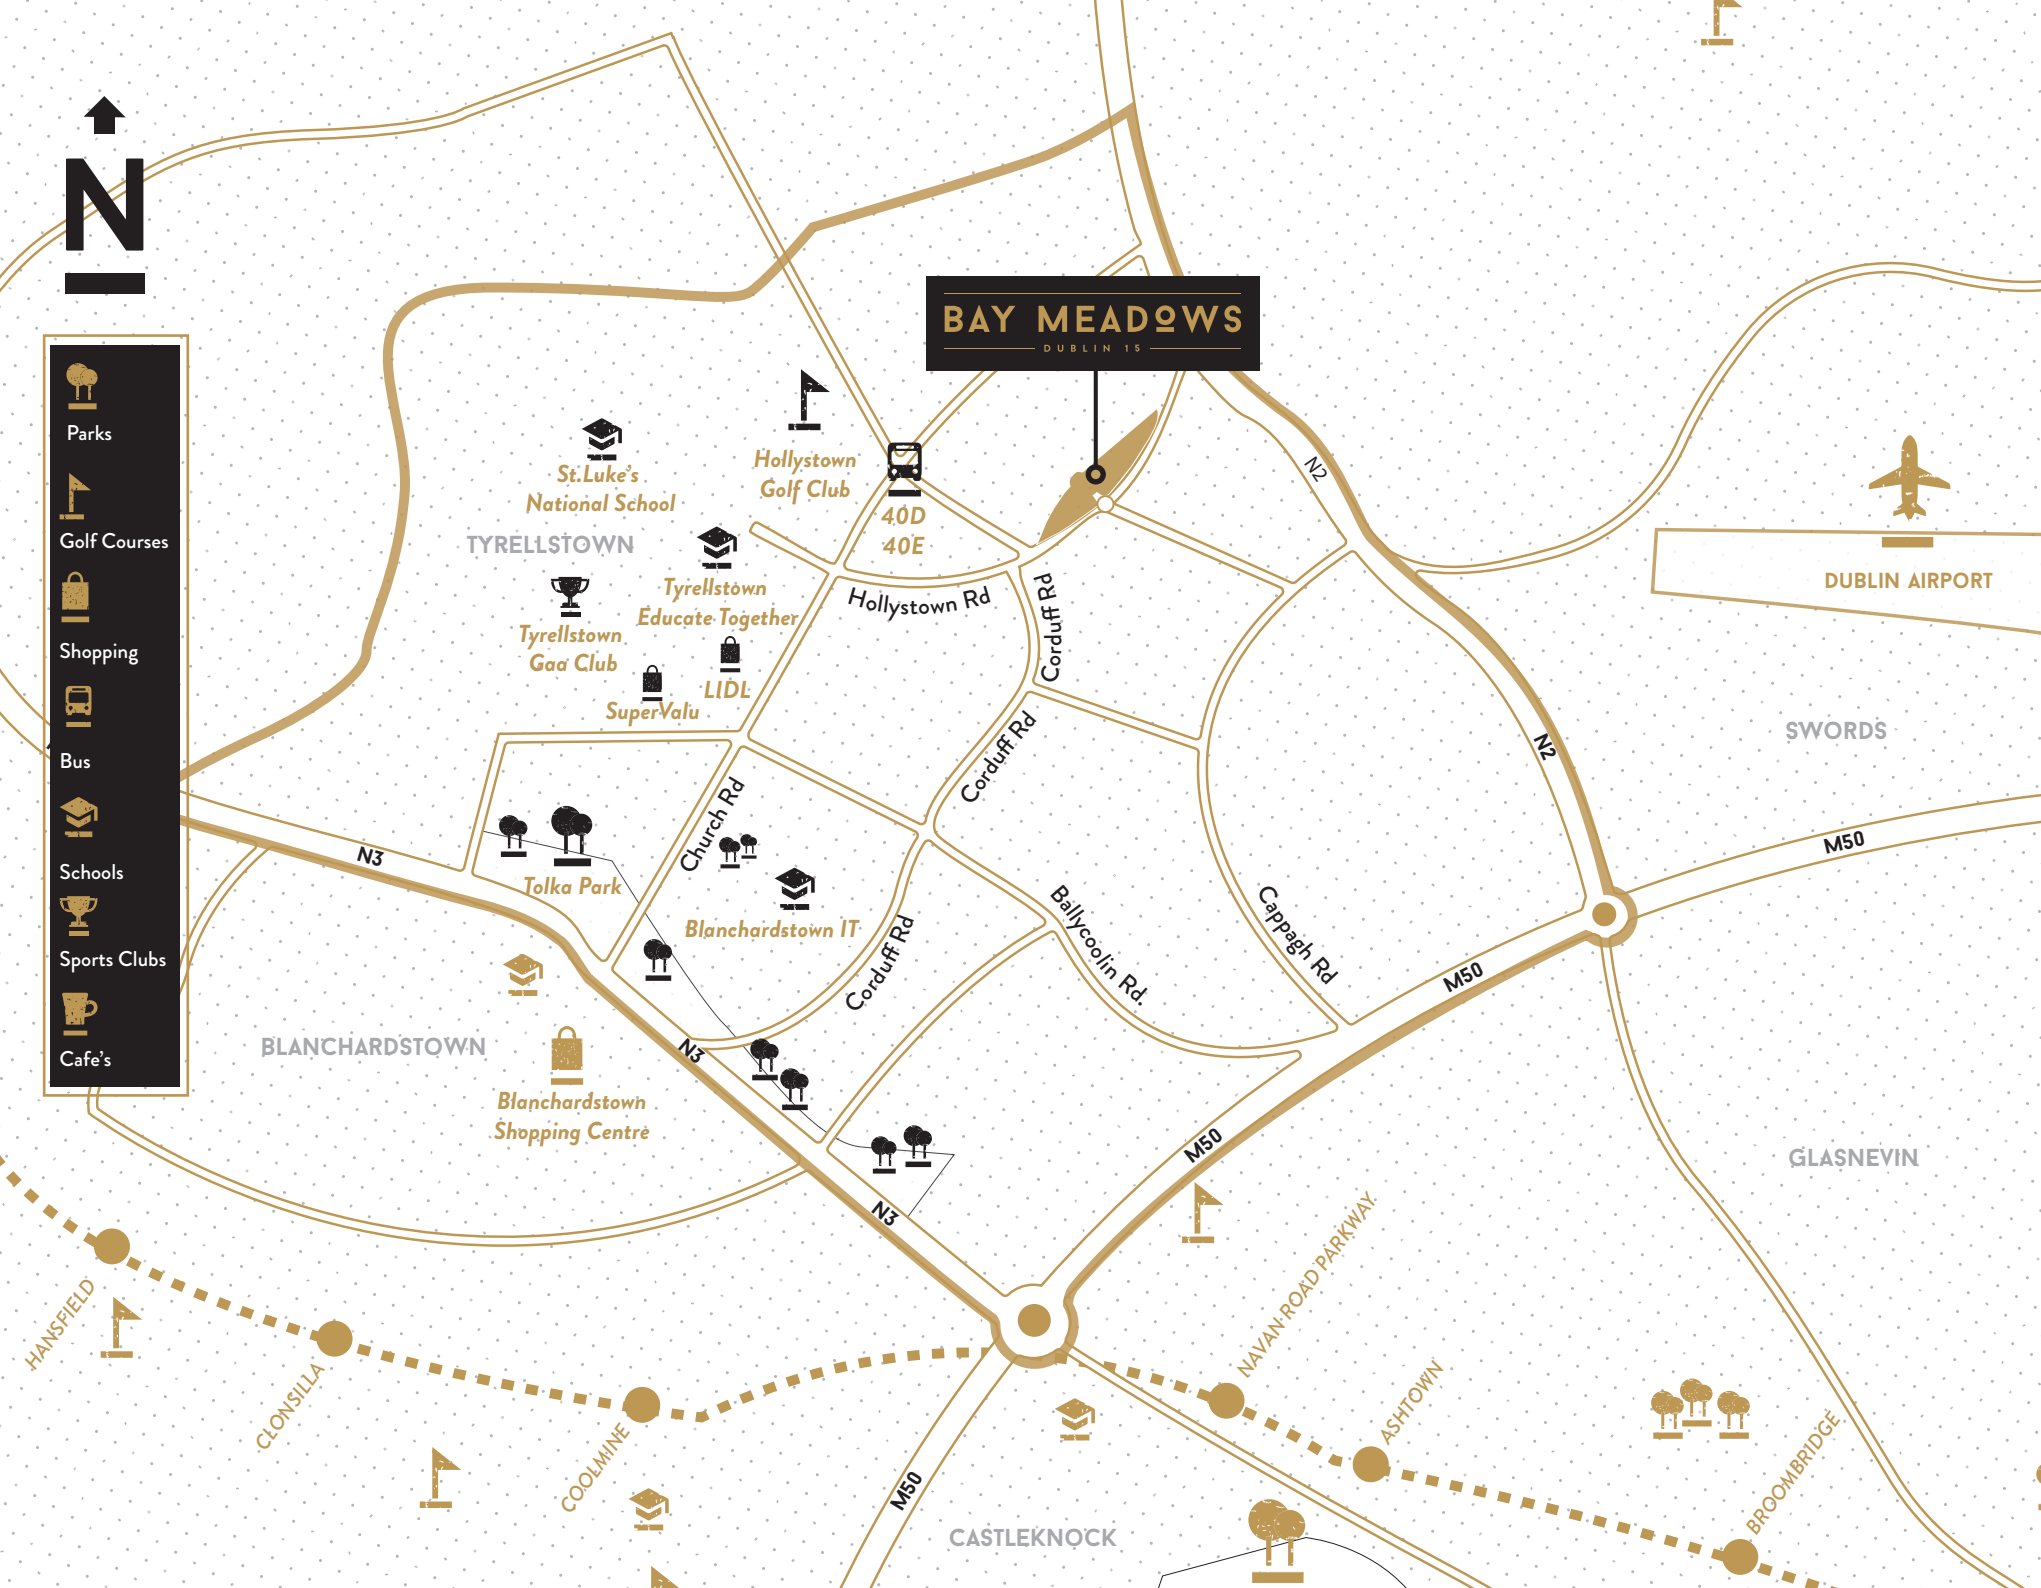 N
Parks
Golf Courses
Shopping
Bus
Schools
Sports Clubs
Cafe's
BAY MEADOWS
DUBLIN 15
St.Luke's
National School
Hollystown
Golf Club
40D
40E
TYRELLSTOWN
Tyrellstown
Educate Together
Tyrellstown
Gaa Club
LIDL
SuperValu
Hollystown Rd
Corduff Rd
Corduff Rd
Church Rd
N2
N2
DUBLIN AIRPORT
SWORDS
M50
N3
Tolka Park
Blanchardstown IT
Corduff Rd
Ballycoolin Rd.
Cappagh Rd
M50
BLANCHARDSTOWN
N3
Blanchardstown
Shopping Centre
M50
GLASNEVIN
N3
HANSFIELD
CLONSILLA
COOLMINE
NAVAN ROAD PARKWAY
ASHTOWN
BROOMBRIDGE
M50
CASTLEKNOCK